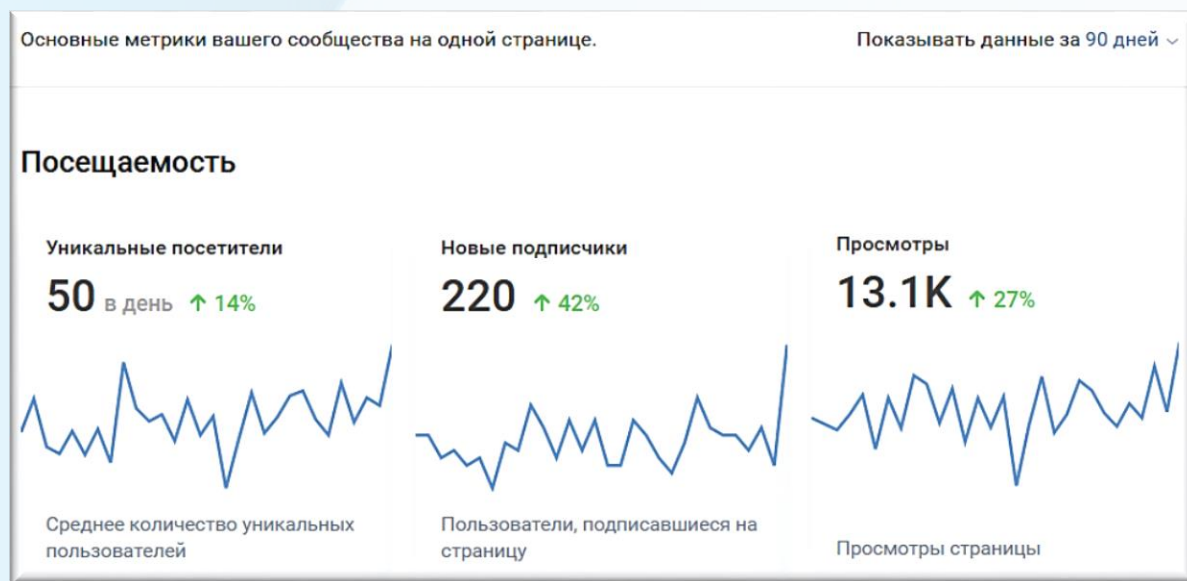 Основные метрики вашего сообщества на одной странице.
Показывать данные за 90 дней
Посещаемость
Уникальные посетители
50 в день ↑ 14%
Среднее количество уникальных
пользователей
Новые подписчики
220 ↑ 42%
Пользователи, подписавшиеся на
страницу
Просмотры
13.1K ↑ 27%
Просмотры страницы